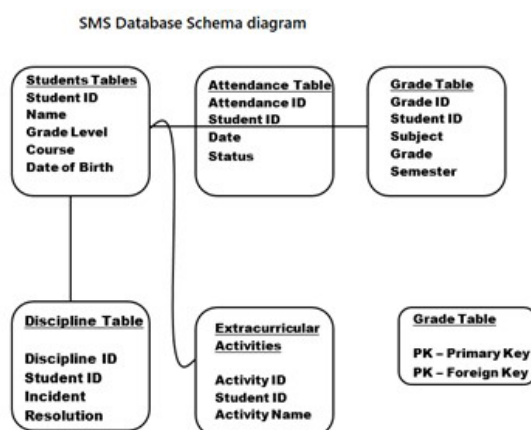 SMS Database Schema diagram
Students Tables
Student ID
Name
Grade Level
Course
Date of Birth
Attendance Table
Attendance ID
Student ID
Date
Status
Grade Table
Grade ID
Student ID
Subject
Grade
Semester
Discipline Table
Discipline ID
Student ID
Incident
Resolution
Extracurricular
Activities
Activity ID
Student ID
Activity Name
Grade Table
PK – Primary Key
PK – Foreign Key